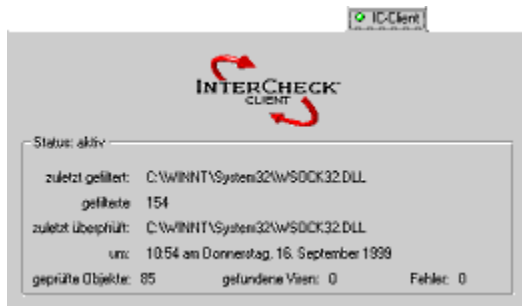 IC-Client
INTERCHECK™
CLIENT
Status: aktiv
zuletzt gefiltert: C:\WINNT\System32\WSOCK32.DLL
gefilterte 154
zuletzt überprüft: C:\WINNT\System32\WSOCK32.DLL
um: 10:54 am Donnerstag, 16. September 1999
geprüfte Objekte: 85 gefundene Viren: 0 Fehler: 0